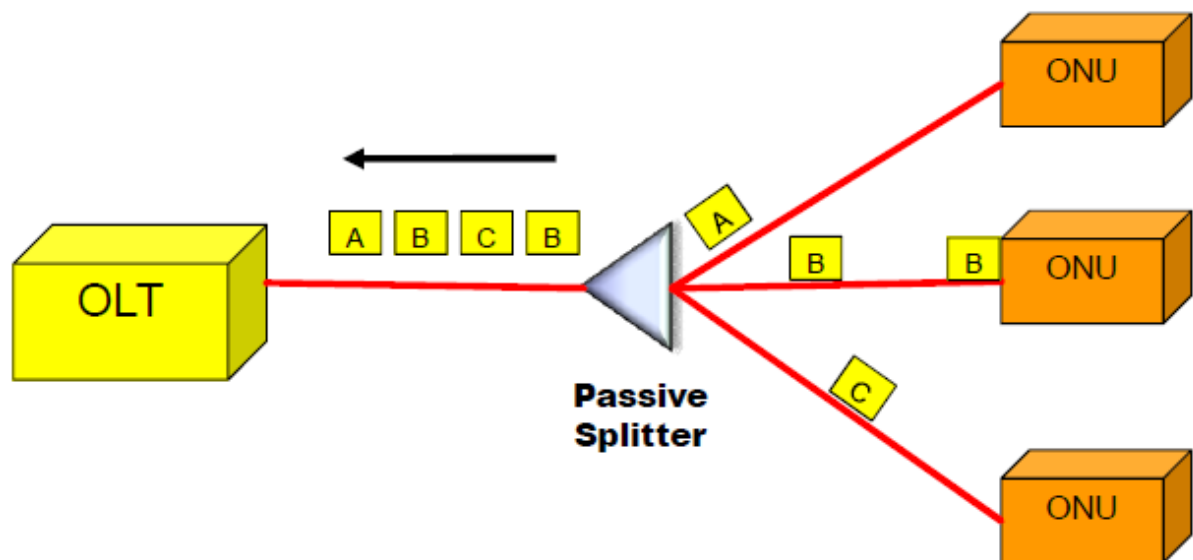 ONU
A
A B C B
B B
ONU
OLT
C
Passive
Splitter
ONU